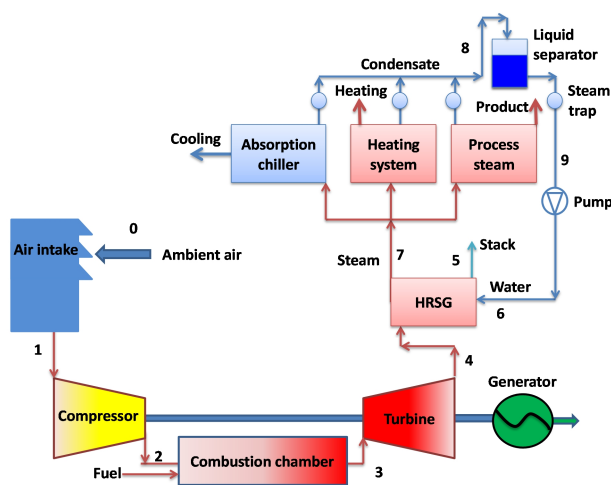 8
Liquid
separator
Condensate
Heating
Product
Steam
trap
Cooling
Absorption
chiller
Heating
system
Process
steam
9
Pump
0
Air intake
Ambient air
Steam
7
5
Stack
Water
HRSG
6
1
4
Generator
Compressor
Turbine
2
Combustion chamber
3
Fuel